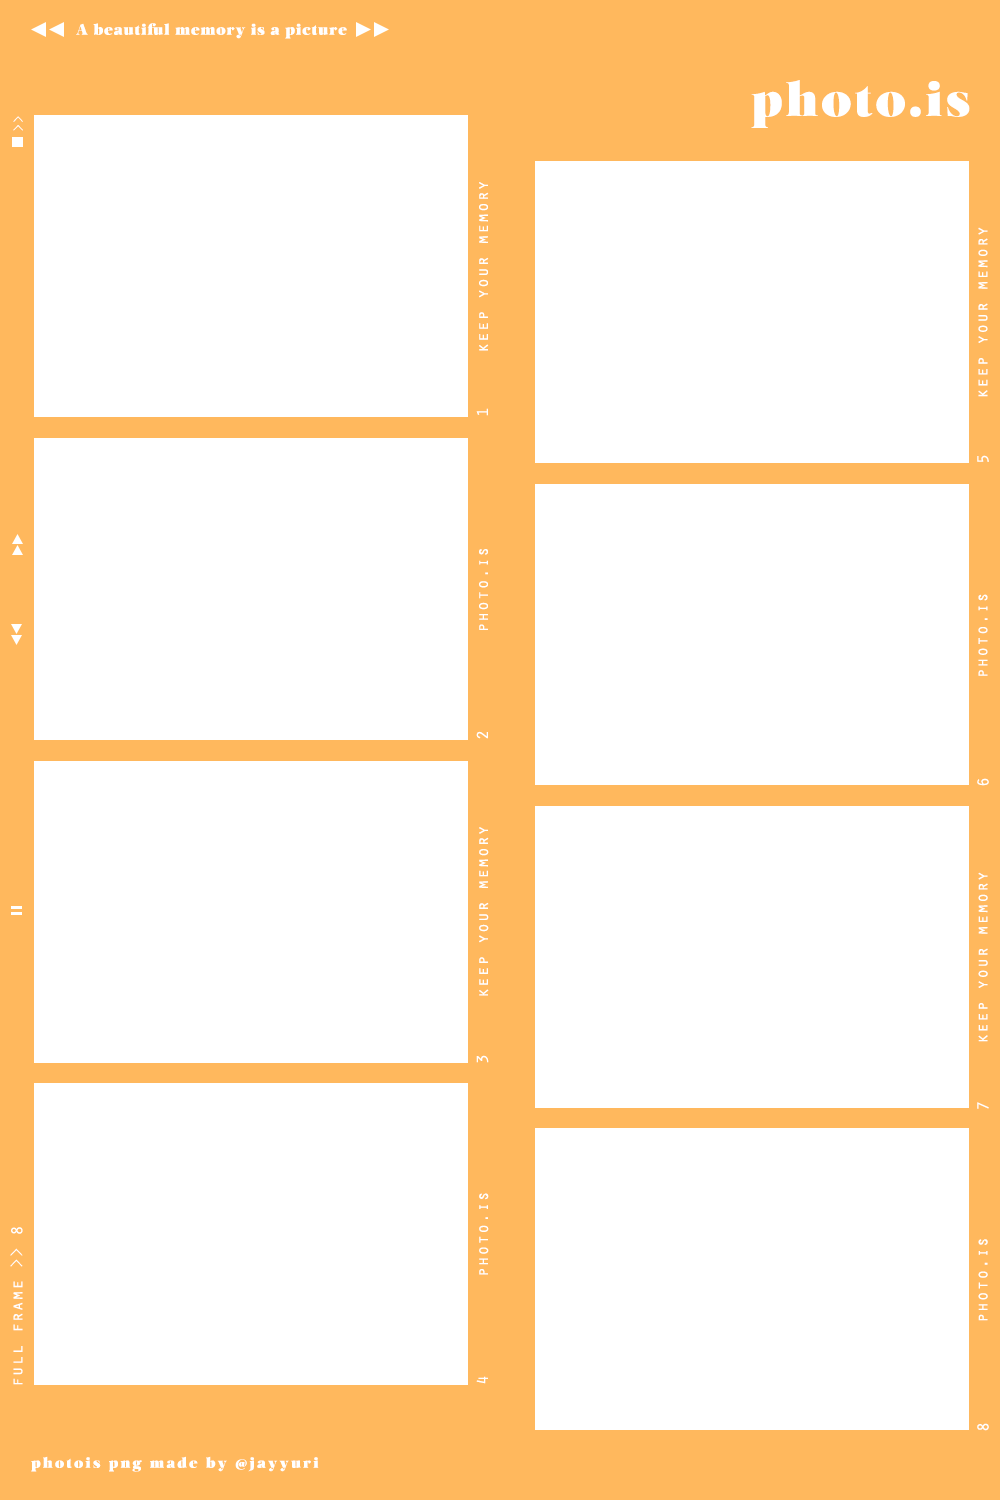 ◀◀ A beautiful memory is a picture ▶▶
photo.is
KEEP YOUR MEMORY
1
PHOTO.IS
2
KEEP YOUR MEMORY
3
PHOTO.IS
4
FULL FRAME >> 8
KEEP YOUR MEMORY
5
PHOTO.IS
6
KEEP YOUR MEMORY
7
PHOTO.IS
8
photois png made by @jayyuri